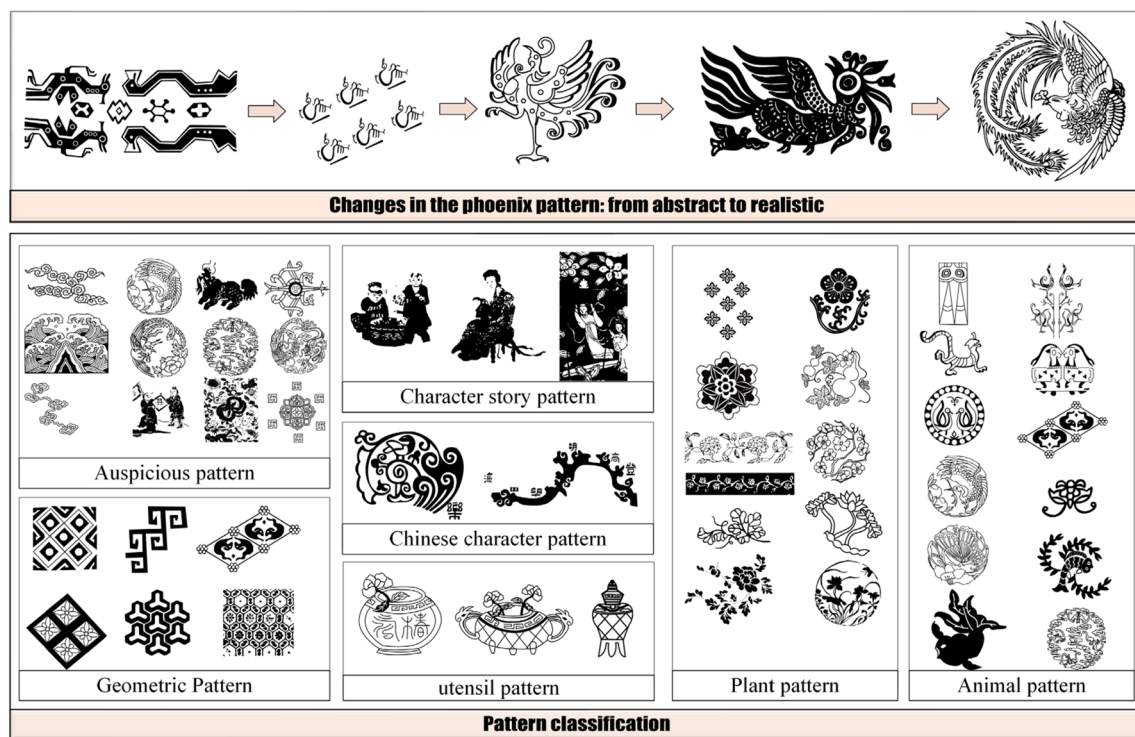 Changes in the phoenix pattern: from abstract to realistic
Auspicious pattern
Character story pattern
Chinese character pattern
Geometric Pattern
utensil pattern
Plant pattern
Animal pattern
Pattern classification